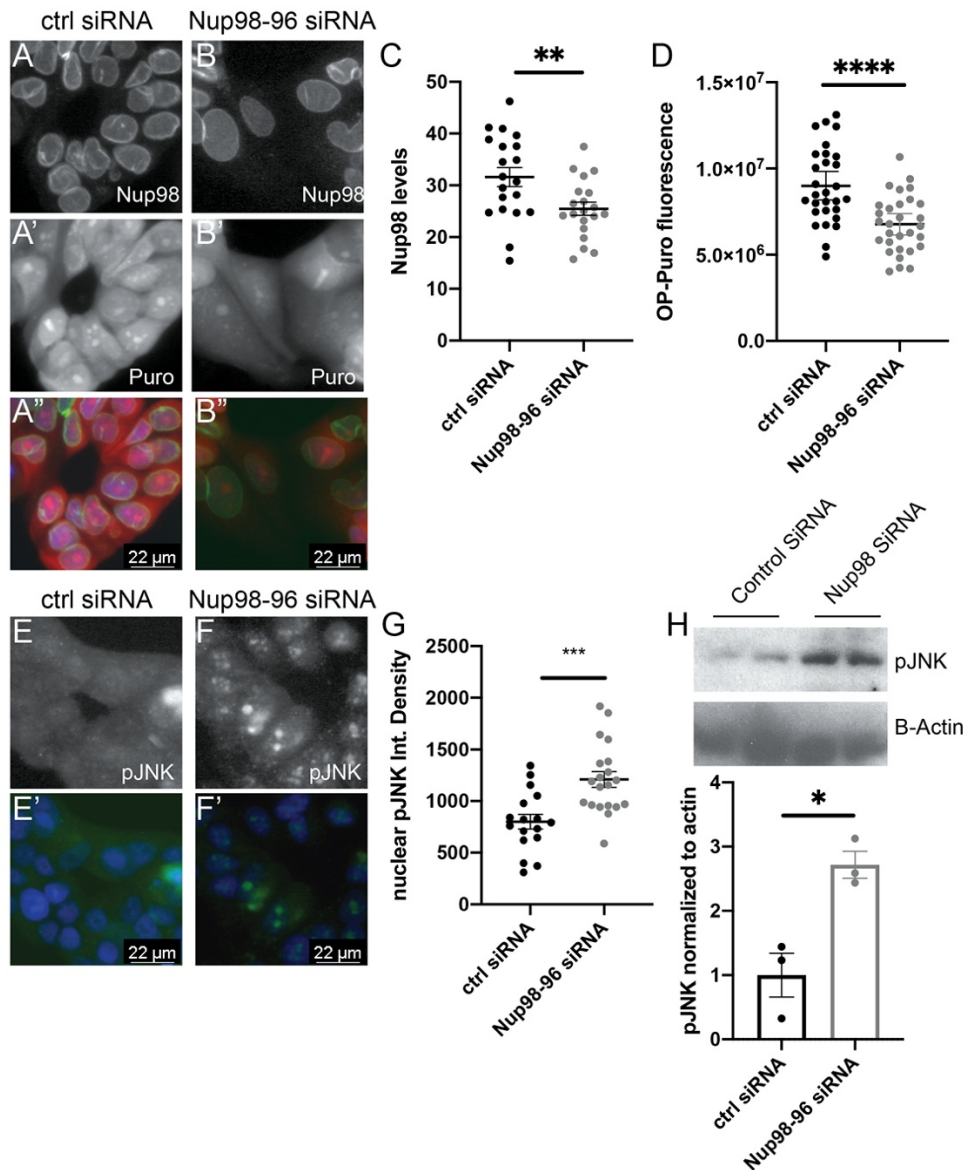 ctrl siRNA Nup98-96 siRNA
A
Nup98
B
Nup98
A'
Puro
B'
Puro
A"
22 µm
B"
22 µm
C
**
Nup98 levels
50
40
30
20
10
0
ctrl siRNA
Nup98-96 siRNA
D
****
OP-Puro fluorescence
1.5×10⁷
1.0×10⁷
5.0×10⁶
0.0
ctrl siRNA
Nup98-96 siRNA
ctrl siRNA Nup98-96 siRNA
E
pJNK
F
pJNK
E'
22 µm
F'
22 µm
G
***
nuclear pJNK Int. Density
2500
2000
1500
1000
500
0
ctrl siRNA
Nup98-96 siRNA
H
Control SiRNA
Nup98 SiRNA
pJNK
B-Actin
*
pJNK normalized to actin
4
3
2
1
0
ctrl siRNA
Nup98-96 siRNA